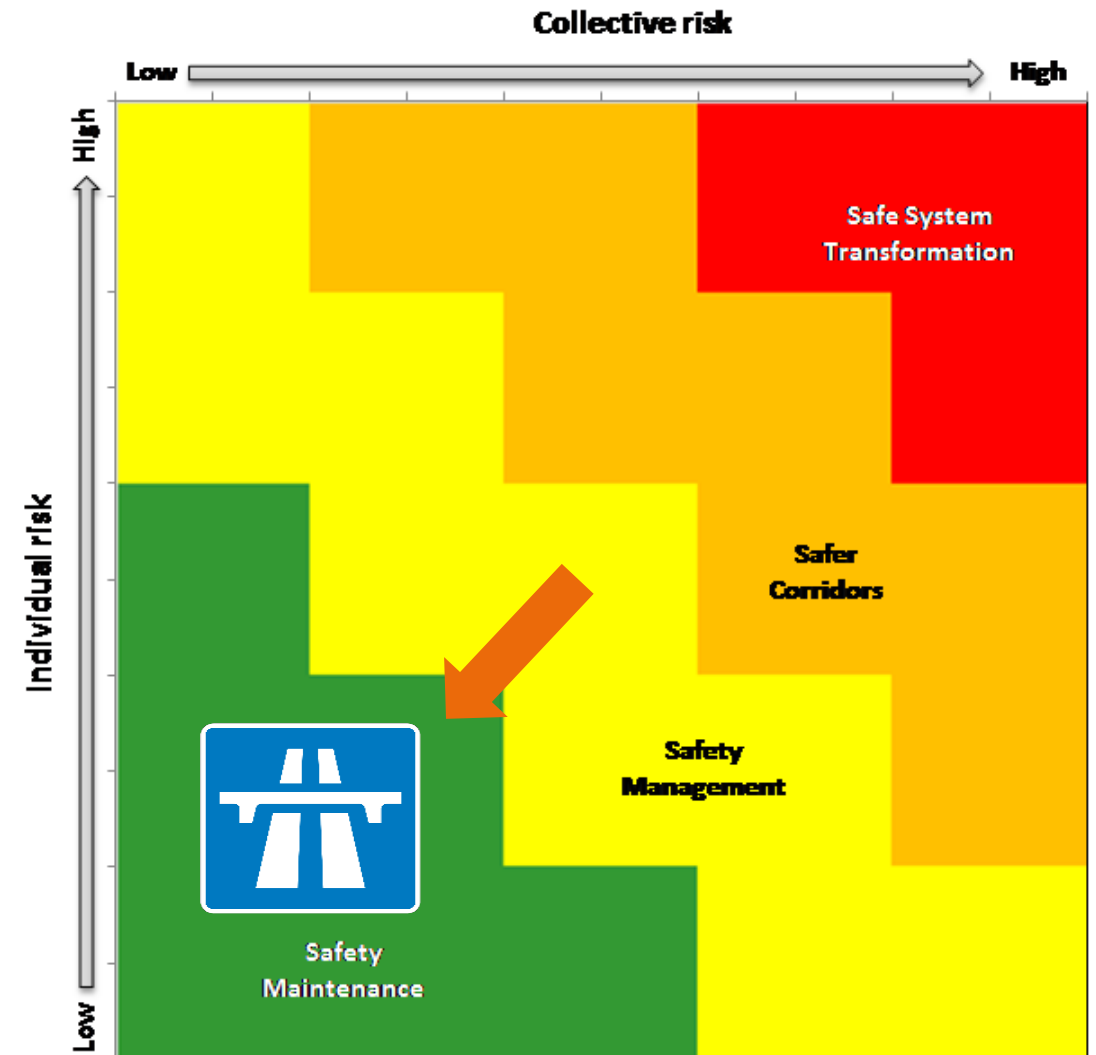 Collective risk
Low
High
High
Individual risk
Low
Safe System
Transformation
Safer
Corridors
Safety
Management
Safety
Maintenance